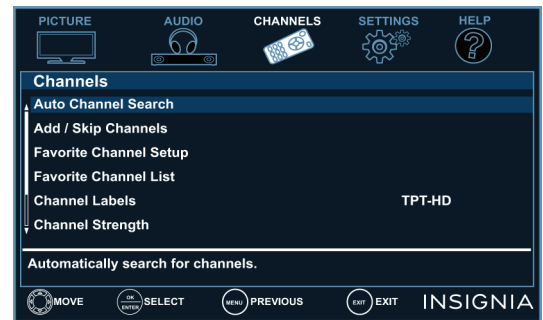 PICTURE AUDIO CHANNELS SETTINGS HELP
?
Channels
Auto Channel Search
Add / Skip Channels
Favorite Channel Setup
Favorite Channel List
Channel Labels TPT-HD
Channel Strength
Automatically search for channels.
MOVE OK ENTER SELECT MENU PREVIOUS EXIT EXIT INSIGNIA